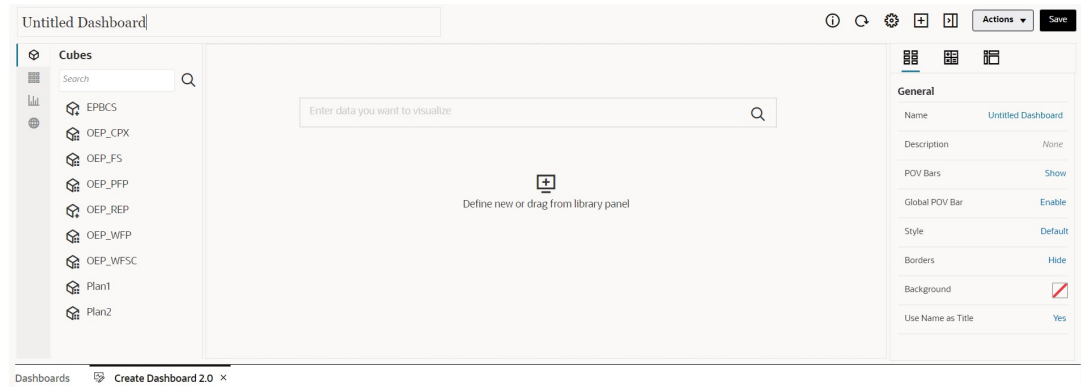 Untitled Dashboard
Actions
Save
Cubes
Search
EPBCS
OEP_CPX
OEP_FS
OEP_PFP
OEP_REP
OEP_WFP
OEP_WFSC
Plan1
Plan2
Enter data you want to visualize
Define new or drag from library panel
General
Name Untitled Dashboard
Description None
POV Bars Show
Global POV Bar Enable
Style Default
Borders Hide
Background
Use Name as Title Yes
Dashboards Create Dashboard 2.0 ×